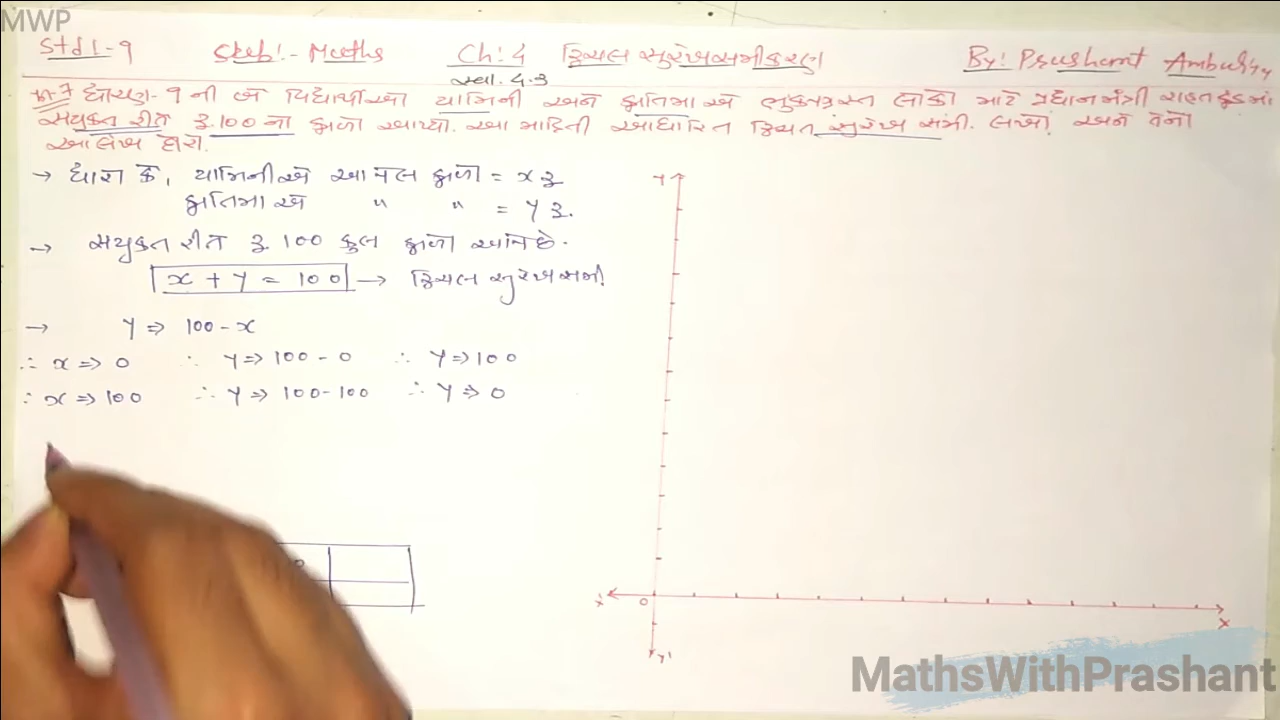 MWP
Std :- 9 Sub :- Maths Ch : 4 દ્વિચલ સુરેખ સમીકરણ By : Prashant
સ્વા. 4.3
પ્ર-7 ધોરણ - 9 ની બે વિદ્યાર્થીઓ યામિની અને ફાતિમા એ ભૂકંપગ્રસ્ત લોકો માટે પ્રધાનમંત્રી રાહત ફંડમાં
સંયુક્ત રીતે રૂ. 100 નો ફાળો આપ્યો. આ માહિતી આધારિત દ્વિચલ સુરેખ સમી. લખો અને તેનો
આલેખ દોરો.
→ ધારો કે, યામિનીએ આપેલ ફાળો = x રૂ
ફાતિમા એ " " = y રૂ.
→ સંયુક્ત રીતે રૂ. 100 કુલ ફાળો આપે છે.
x + y = 100 → દ્વિચલ સુરેખ સમી.
→ y ⇒ 100 - x
∴ x ⇒ 0 ∴ y ⇒ 100 - 0 ∴ y ⇒ 100
∴ x ⇒ 100 ∴ y ⇒ 100-100 ∴ y ⇒ 0
Y
X' 0 X
Y'
MathsWithPrashant